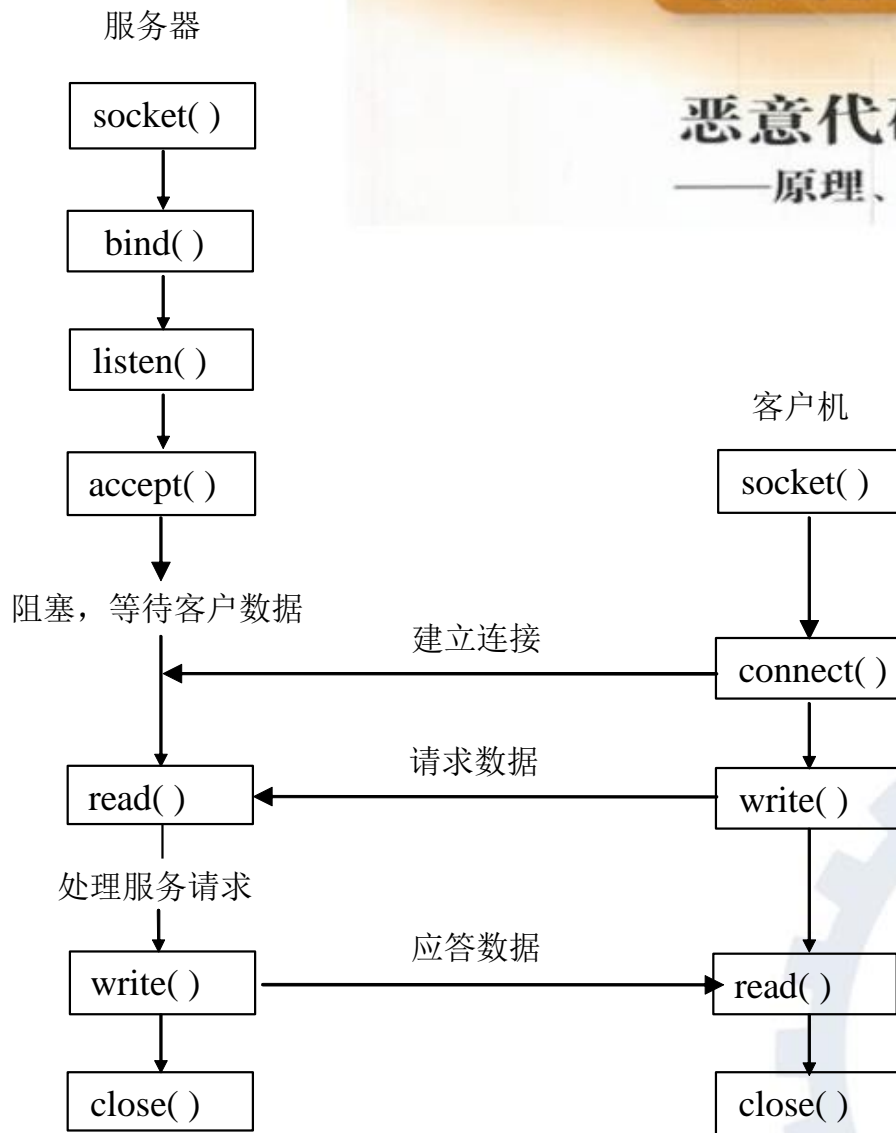 服务器
socket( )
bind( )
listen( )
accept( )
阻塞，等待客户数据
read( )
处理服务请求
write( )
close( )
恶意代
——原理、
客户机
socket( )
connect( )
write( )
read( )
close( )
建立连接
请求数据
应答数据